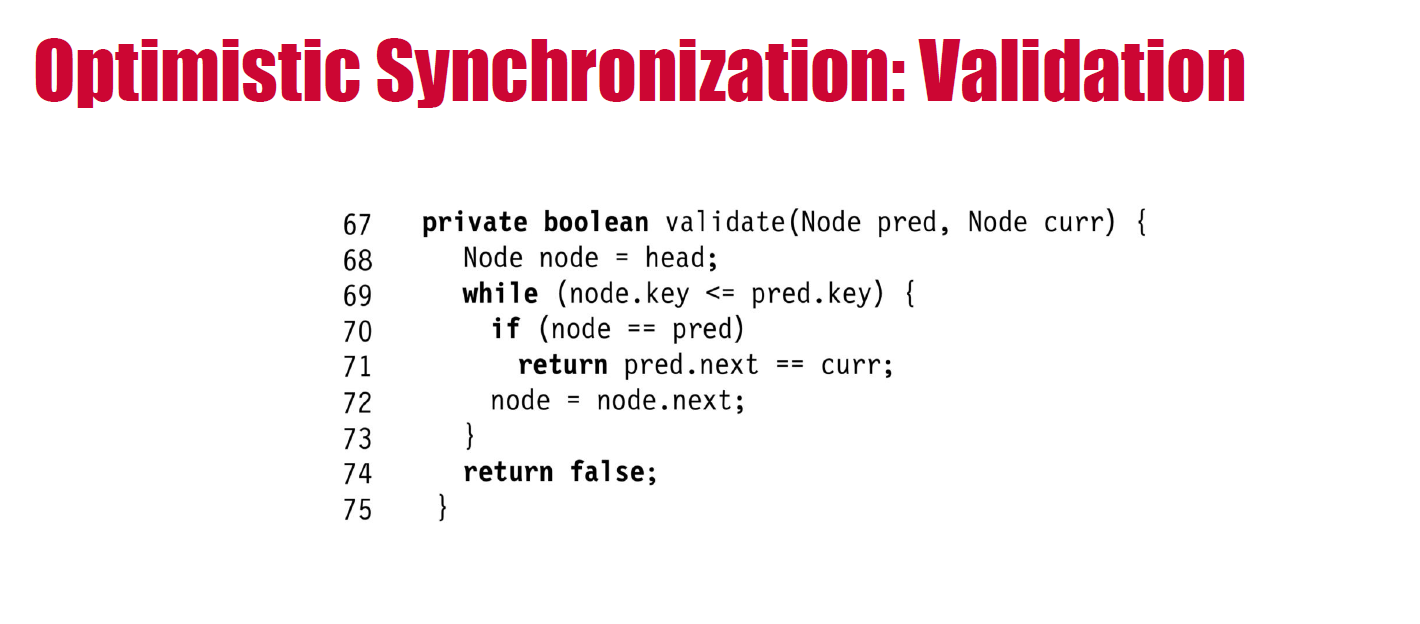 Optimistic Synchronization: Validation
67 private boolean validate(Node pred, Node curr) {
68 Node node = head;
69 while (node.key <= pred.key) {
70 if (node == pred)
71 return pred.next == curr;
72 node = node.next;
73 }
74 return false;
75 }